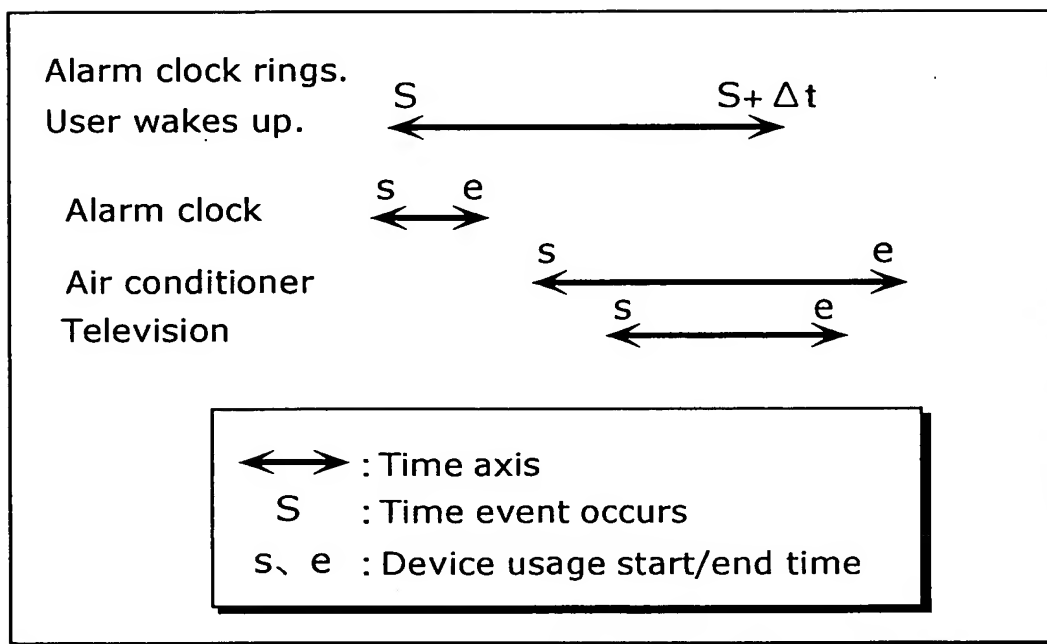 Alarm clock rings.
User wakes up.
S S+ Δt
Alarm clock
s e
Air conditioner
s e
Television
s e
: Time axis
S : Time event occurs
s、e : Device usage start/end time